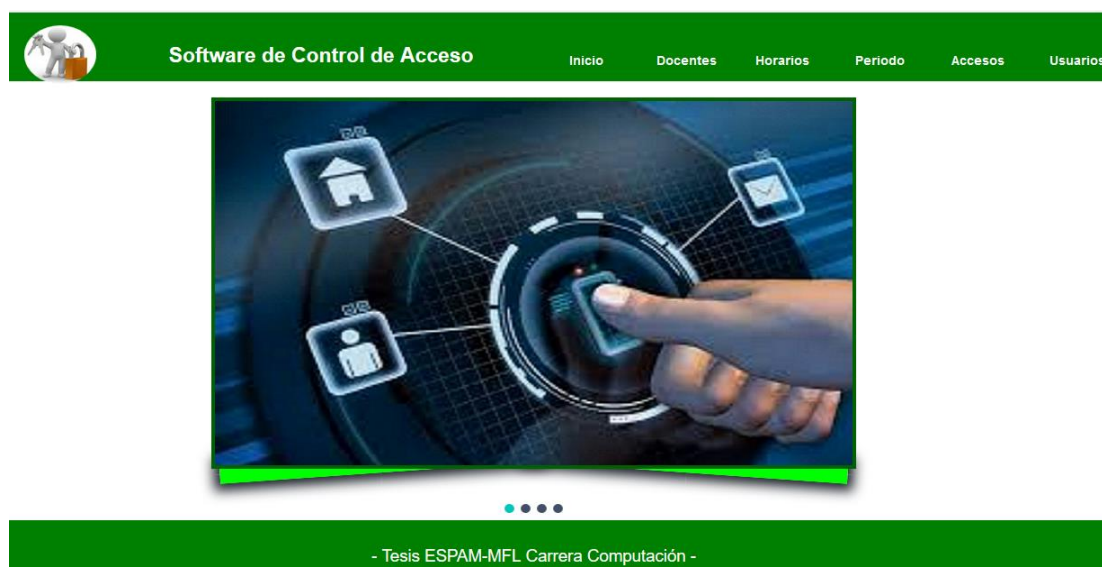 Software de Control de Acceso
Inicio Docentes Horarios Periodo Accesos Usuarios
- Tesis ESPAM-MFL Carrera Computación -